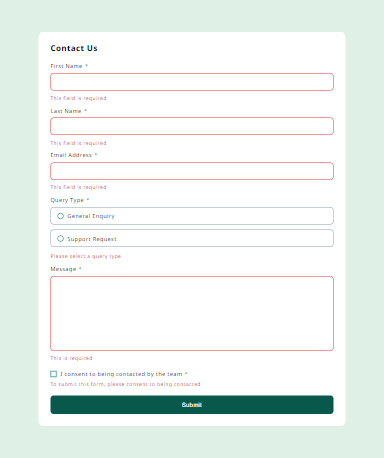 Contact Us
First Name *
This field is required
Last Name *
This field is required
Email Address *
This field is required
Query Type *
General Enquiry
Support Request
Please select a query type
Message *
This is required
I consent to being contacted by the team *
To submit this form, please consent to being contacted
Submit